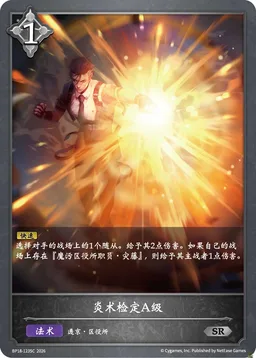 1
快速
选择对手的战场上的1个随从。给予其2点伤害。如果自己的战
场上存在『魔污区役所职员・灾藤』，则给予其主战者1点伤害。
炎术检定A级
法术
透京・区役所
SR
© Cygames, Inc. Published by NetEase Games